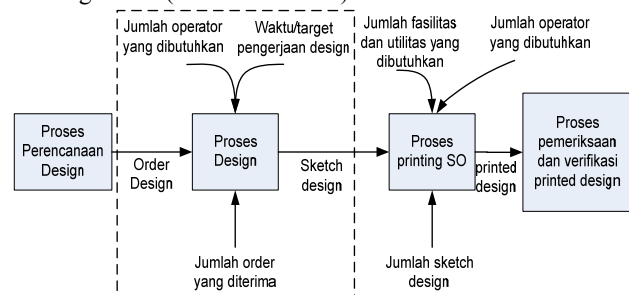 Jumlah operator
yang dibutuhkan
Waktu/target
pengerjaan design
Jumlah fasilitas
dan utilitas yang
dibutuhkan
Jumlah operator
yang dibutuhkan
Proses
Perencanaan
Design
Order
Design
Proses
Design
Sketch
design
Proses
printing SO
printed
design
Proses
pemeriksaan
dan verifikasi
printed design
Jumlah order
yang diterima
Jumlah sketch
design